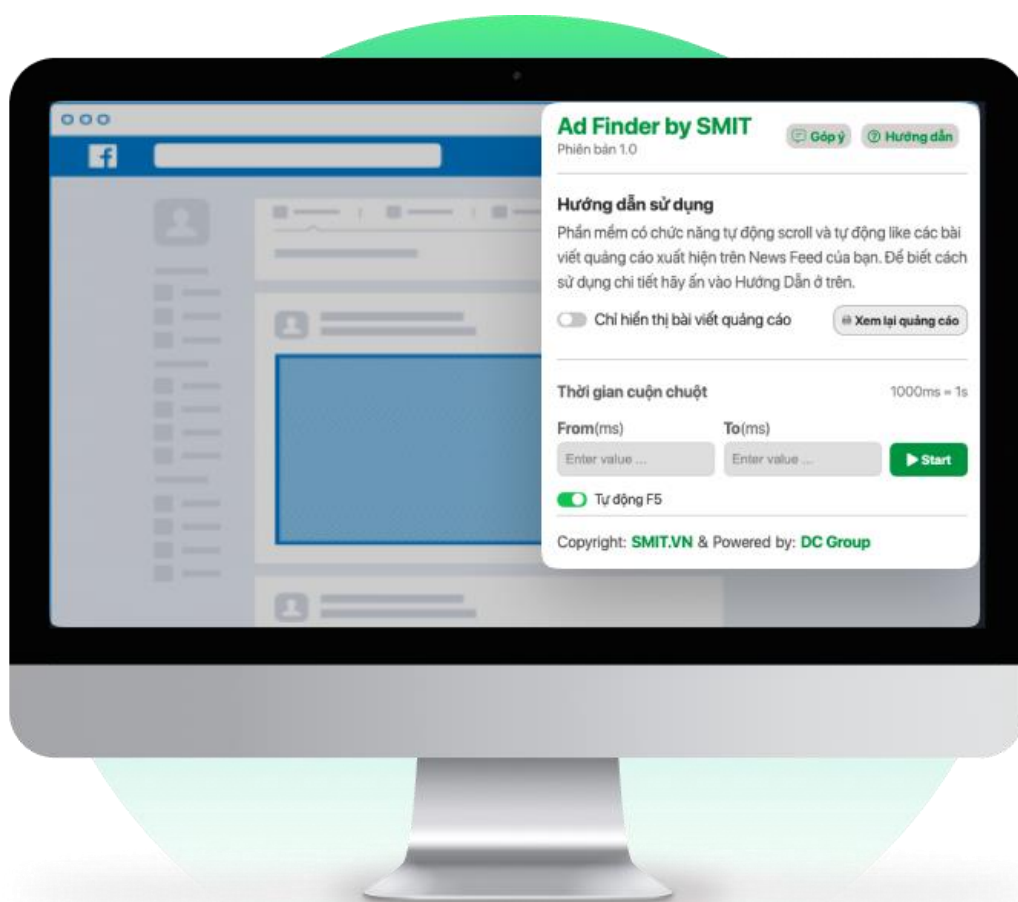 Ad Finder by SMIT
Phiên bản 1.0
Góp ý
Hướng dẫn
Hướng dẫn sử dụng
Phần mềm có chức năng tự động scroll và tự động like các bài
viết quảng cáo xuất hiện trên News Feed của bạn. Để biết cách
sử dụng chi tiết hãy ấn vào Hướng Dẫn ở trên.
Chỉ hiển thị bài viết quảng cáo
Xem lại quảng cáo
Thời gian cuộn chuột
1000ms = 1s
From(ms)
To(ms)
Enter value ...
Enter value ...
Start
Tự động F5
Copyright: SMIT.VN & Powered by: DC Group